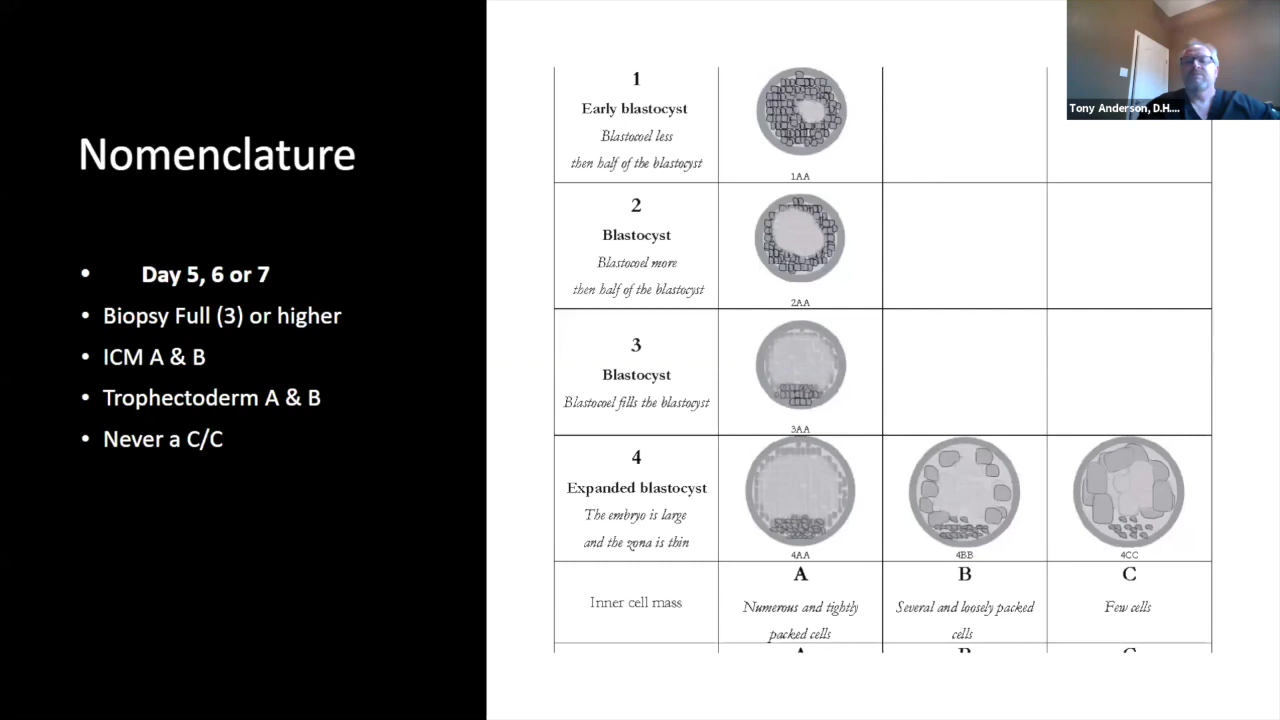 Nomenclature
• Day 5, 6 or 7
• Biopsy Full (3) or higher
• ICM A & B
• Trophectoderm A & B
• Never a C/C
1
Early blastocyst
Blastocoel less
then half of the blastocyst
1AA
2
Blastocyst
Blastocoel more
then half of the blastocyst
2AA
3
Blastocyst
Blastocoel fills the blastocyst
3AA
4
Expanded blastocyst
The embryo is large
and the zona is thin
4AA
4BB
4CC
Inner cell mass
A
Numerous and tightly
packed cells
B
Several and loosely packed
cells
C
Few cells
Tony Anderson, D.H....